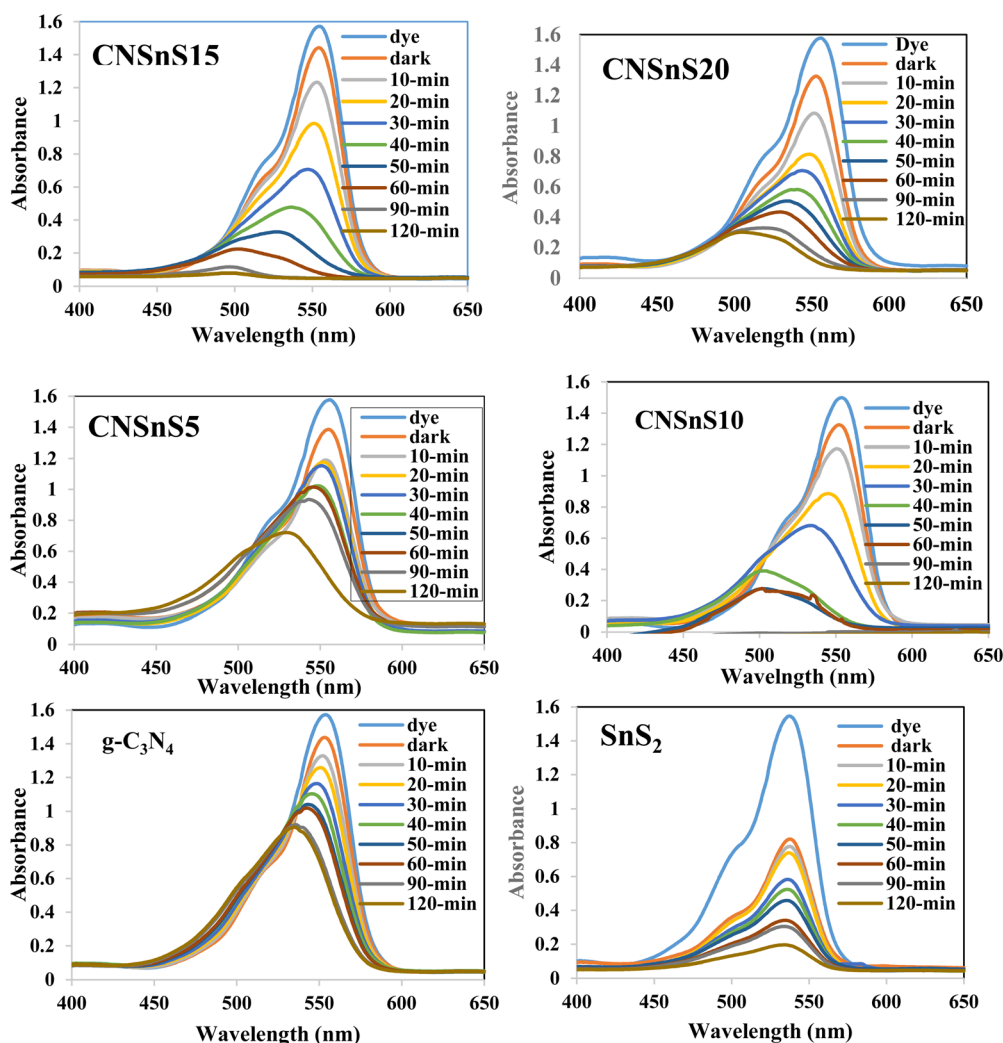 CNSnS15
Absorbance
1.6
1.4
1.2
1
0.8
0.6
0.4
0.2
0
400 450 500 550 600 650
Wavelength (nm)
dye
dark
10-min
20-min
30-min
40-min
50-min
60-min
90-min
120-min
CNSnS20
Absorbance
1.6
1.4
1.2
1
0.8
0.6
0.4
0.2
0
400 450 500 550 600 650
Wavelength (nm)
Dye
dark
10-min
20-min
30-min
40-min
50-min
60-min
90-min
120-min
CNSnS5
Absorbance
1.6
1.4
1.2
1
0.8
0.6
0.4
0.2
0
400 450 500 550 600 650
Wavelength (nm)
dye
dark
10-min
20-min
30-min
40-min
50-min
60-min
90-min
120-min
CNSnS10
Absorbance
1.6
1.4
1.2
1
0.8
0.6
0.4
0.2
0
400 450 500 550 600 650
Wavelngth (nm)
dye
dark
10-min
20-min
30-min
40-min
50-min
60-min
90-min
120-min
g-C₃N₄
Absorbance
1.6
1.4
1.2
1
0.8
0.6
0.4
0.2
0
400 450 500 550 600 650
Wavelength (nm)
dye
dark
10-min
20-min
30-min
40-min
50-min
60-min
90-min
120-min
SnS₂
Absorbance
1.6
1.4
1.2
1
0.8
0.6
0.4
0.2
0
400 450 500 550 600 650
Wavelength (nm)
dye
dark
10-min
20-min
30-min
40-min
50-min
60-min
90-min
120-min